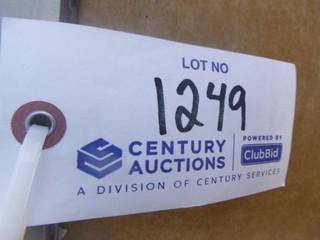 LOT NO
1249
CENTURY AUCTIONS
POWERED BY
ClubBid
A DIVISION OF CENTURY SERVICES